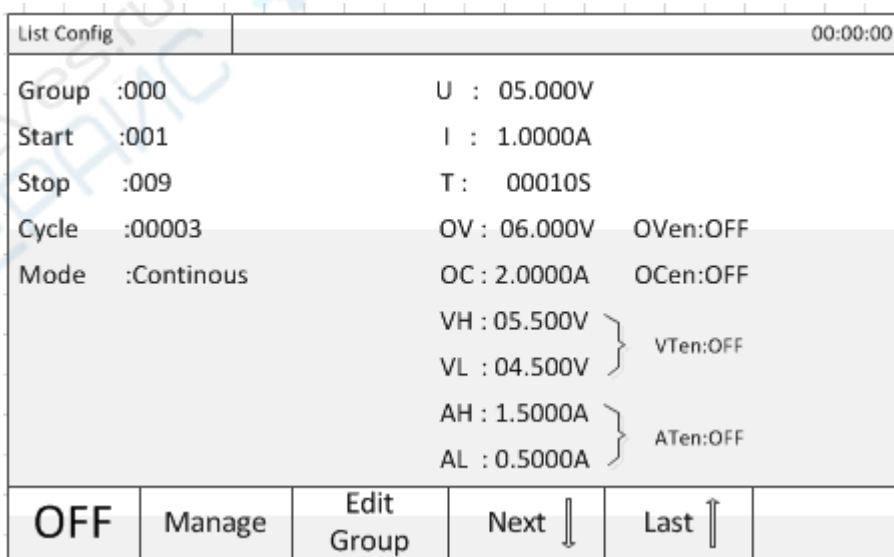 List Config 00:00:00
Group :000 U : 05.000V
Start :001 I : 1.0000A
Stop :009 T : 00010S
Cycle :00003 OV : 06.000V OVen:OFF
Mode :Continous OC : 2.0000A OCen:OFF
VH : 05.500V
VTen:OFF
VL : 04.500V
AH : 1.5000A
ATen:OFF
AL : 0.5000A
OFF Manage Edit Group Next Last